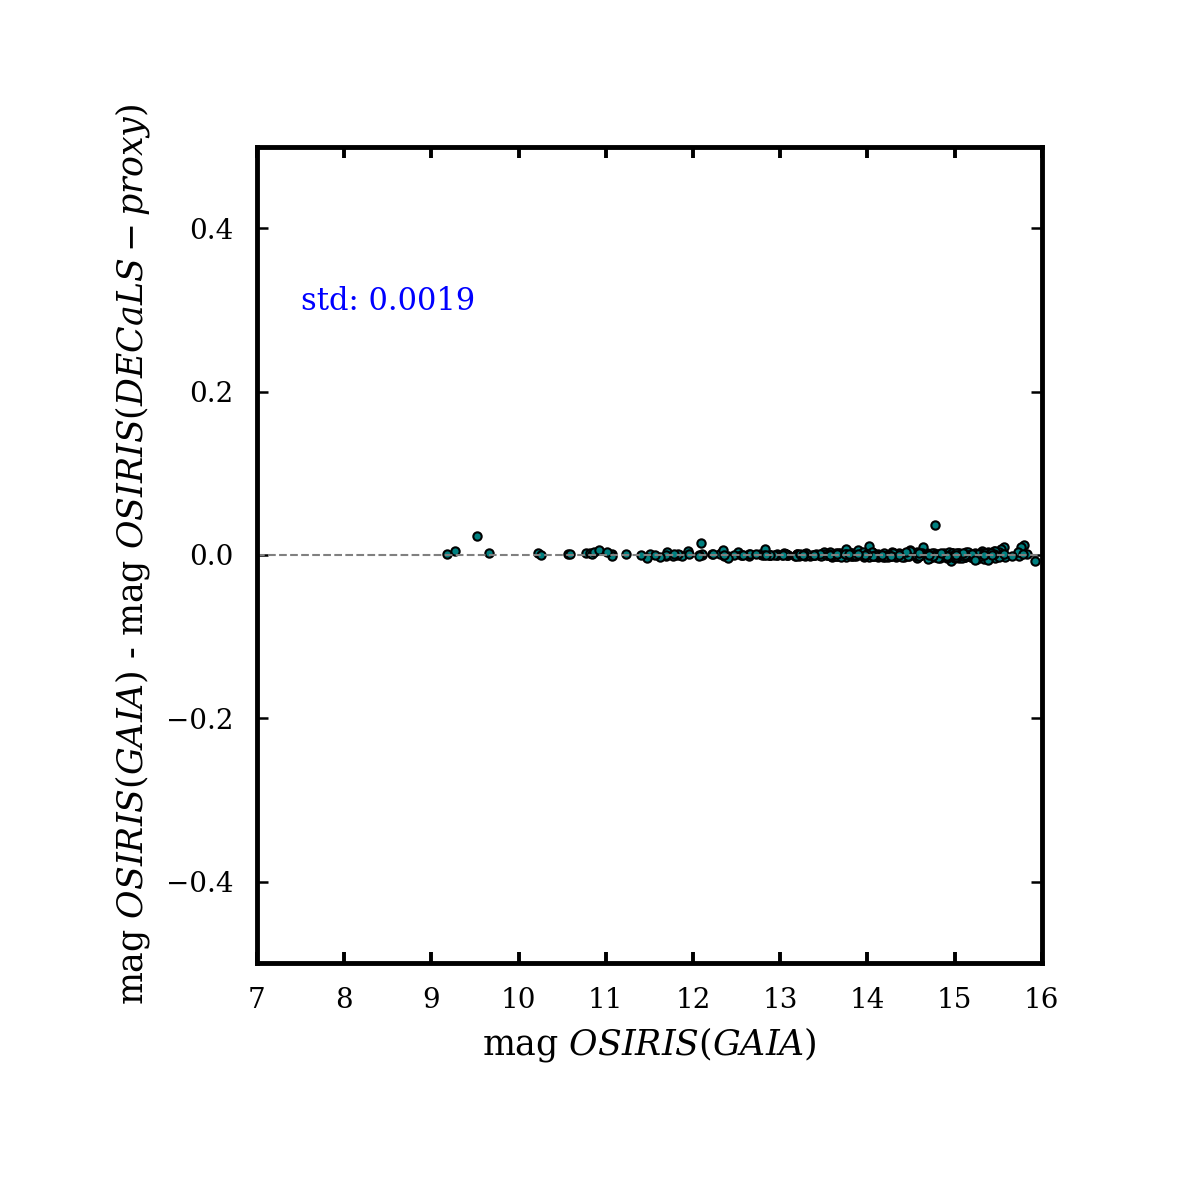 mag OSIRIS(GAIA) - mag OSIRIS(DECaLS − proxy)
0.4
0.2
0.0
−0.2
−0.4
std: 0.0019
7 8 9 10 11 12 13 14 15 16
mag OSIRIS(GAIA)